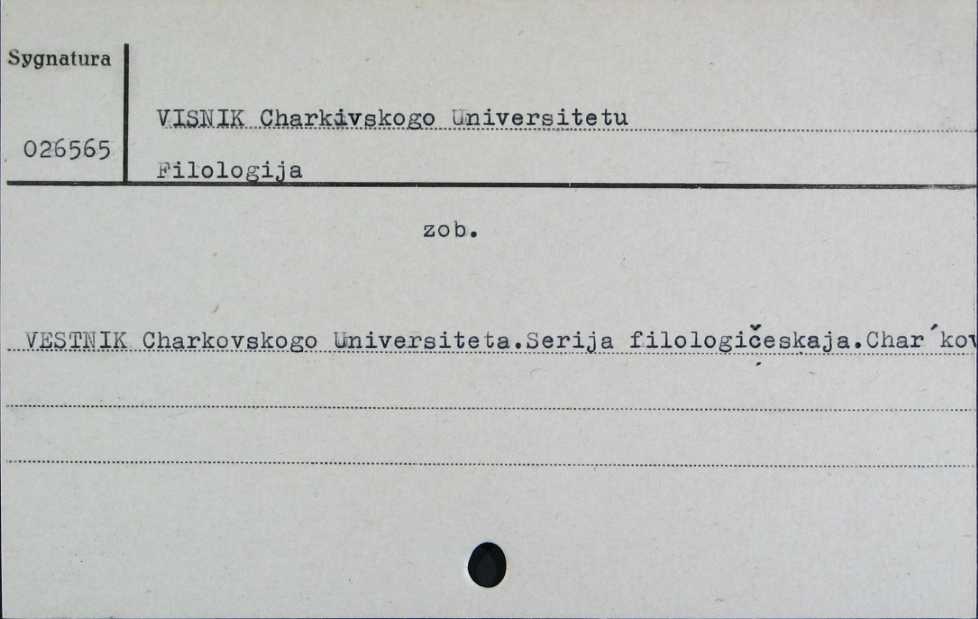 Sygnatura
VISNIK Charkivskogo Universitetu
026565
Filologija
zob.
VESTNIK Charkovskogo Universiteta.Serija filologičeskaja.Char´kov